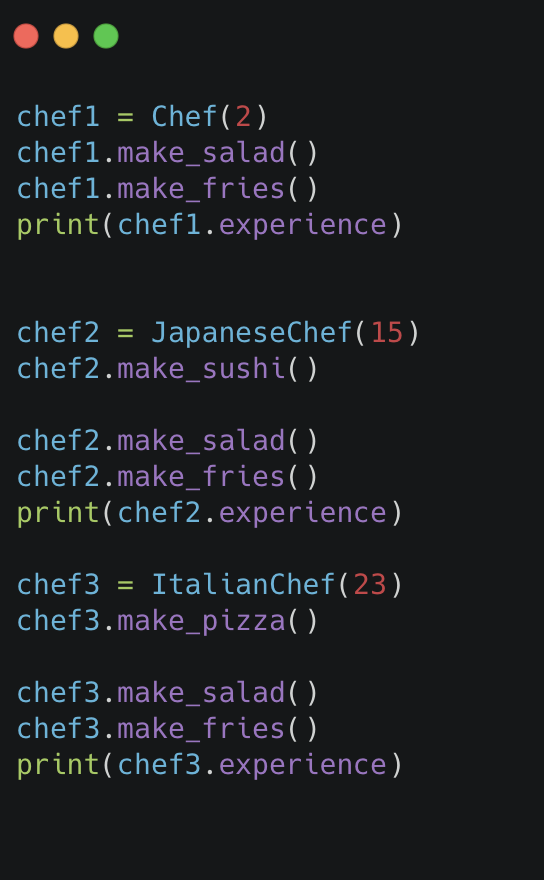 chef1 = Chef(2)
chef1.make_salad()
chef1.make_fries()
print(chef1.experience)
chef2 = JapaneseChef(15)
chef2.make_sushi()
chef2.make_salad()
chef2.make_fries()
print(chef2.experience)
chef3 = ItalianChef(23)
chef3.make_pizza()
chef3.make_salad()
chef3.make_fries()
print(chef3.experience)